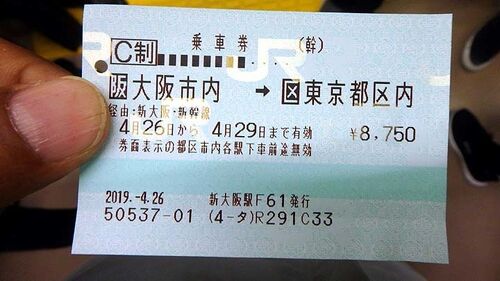 C制 乗車券 (幹)
阪大阪市内 → 区東京都区内
経由:新大阪・新幹線
4月26日から 4月29日まで有効 ¥8,750
券面表示の都区市内各駅下車前途無効
2019.-4.26 新大阪駅F61発行
50537-01 (4-タ)R291C33